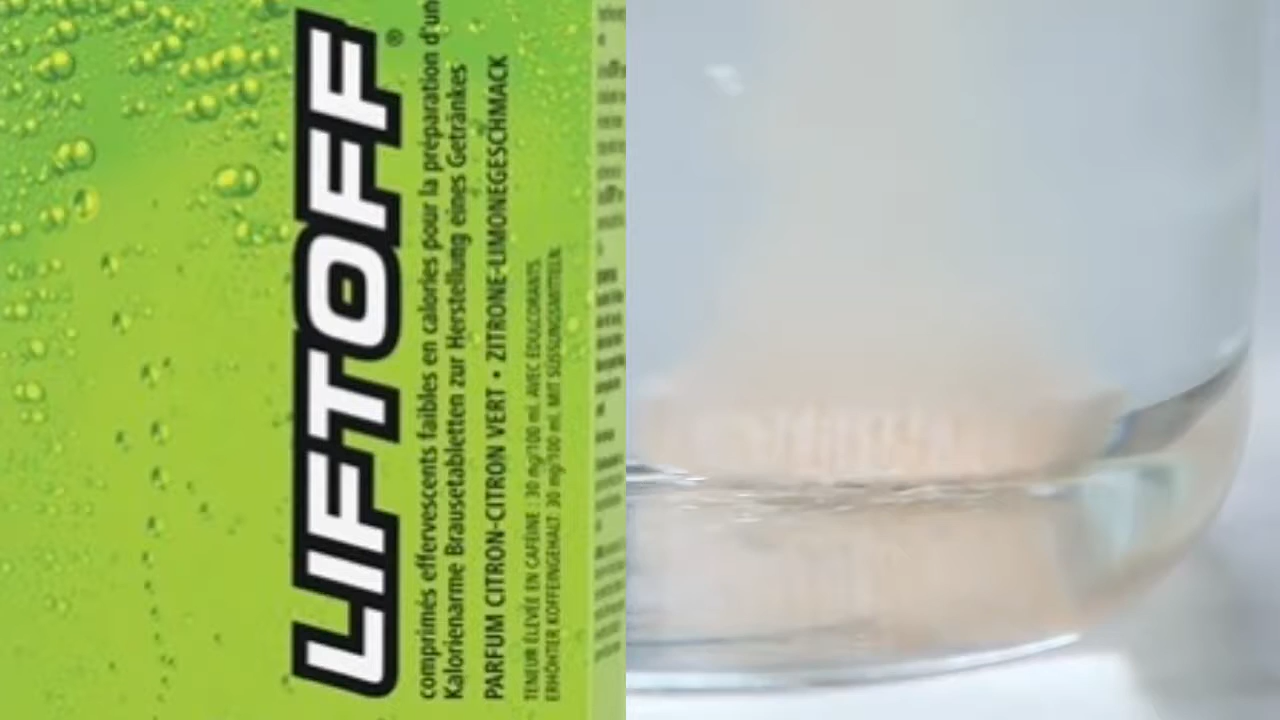 LIFTOFF®
comprimés effervescents faibles en calories pour la préparation d'un
Kalorienarme Brausetabletten zur Herstellung eines Getränkes
PARFUM CITRON-CITRON VERT • ZITRONE-LIMONEGESCHMACK
TENEUR ÉLEVÉE EN CAFÉINE 30 mg/100 ml. AVEC ÉDULCORANTS.
ERHÖHTER KOFFEINGEHALT 30 mg/100 ml. MIT SÜSSUNGSMITTELN.